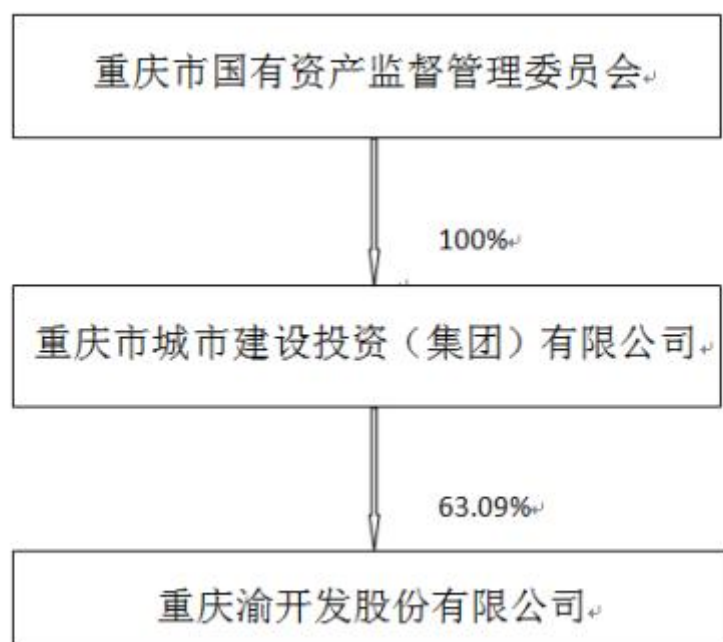 重庆市国有资产监督管理委员会
100%
重庆市城市建设投资（集团）有限公司
63.09%
重庆渝开发股份有限公司